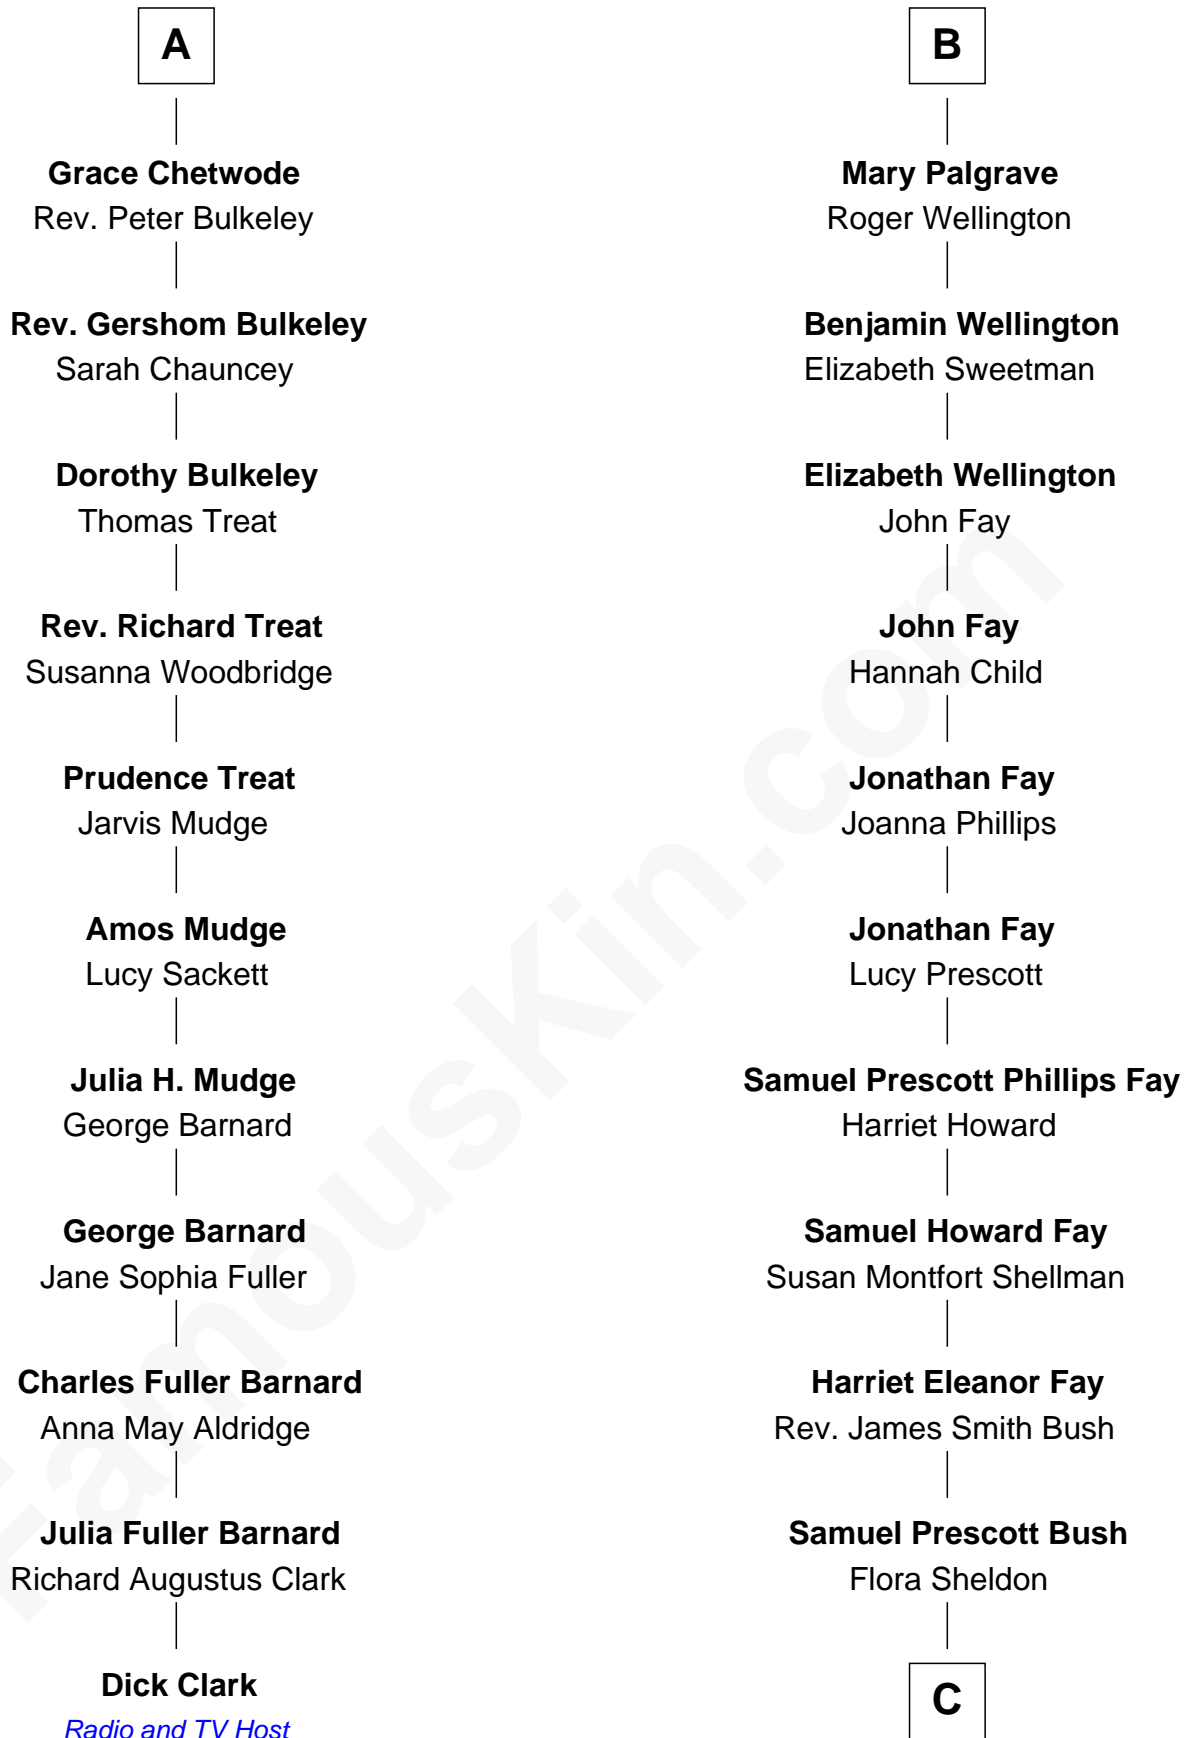 A
Grace Chetwode
Rev. Peter Bulkeley
Rev. Gershom Bulkeley
Sarah Chauncey
Dorothy Bulkeley
Thomas Treat
Rev. Richard Treat
Susanna Woodbridge
Prudence Treat
Jarvis Mudge
Amos Mudge
Lucy Sackett
Julia H. Mudge
George Barnard
George Barnard
Jane Sophia Fuller
Charles Fuller Barnard
Anna May Aldridge
Julia Fuller Barnard
Richard Augustus Clark
Dick Clark
Radio and TV Host
B
Mary Palgrave
Roger Wellington
Benjamin Wellington
Elizabeth Sweetman
Elizabeth Wellington
John Fay
John Fay
Hannah Child
Jonathan Fay
Joanna Phillips
Jonathan Fay
Lucy Prescott
Samuel Prescott Phillips Fay
Harriet Howard
Samuel Howard Fay
Susan Montfort Shellman
Harriet Eleanor Fay
Rev. James Smith Bush
Samuel Prescott Bush
Flora Sheldon
C
FamousKin.com